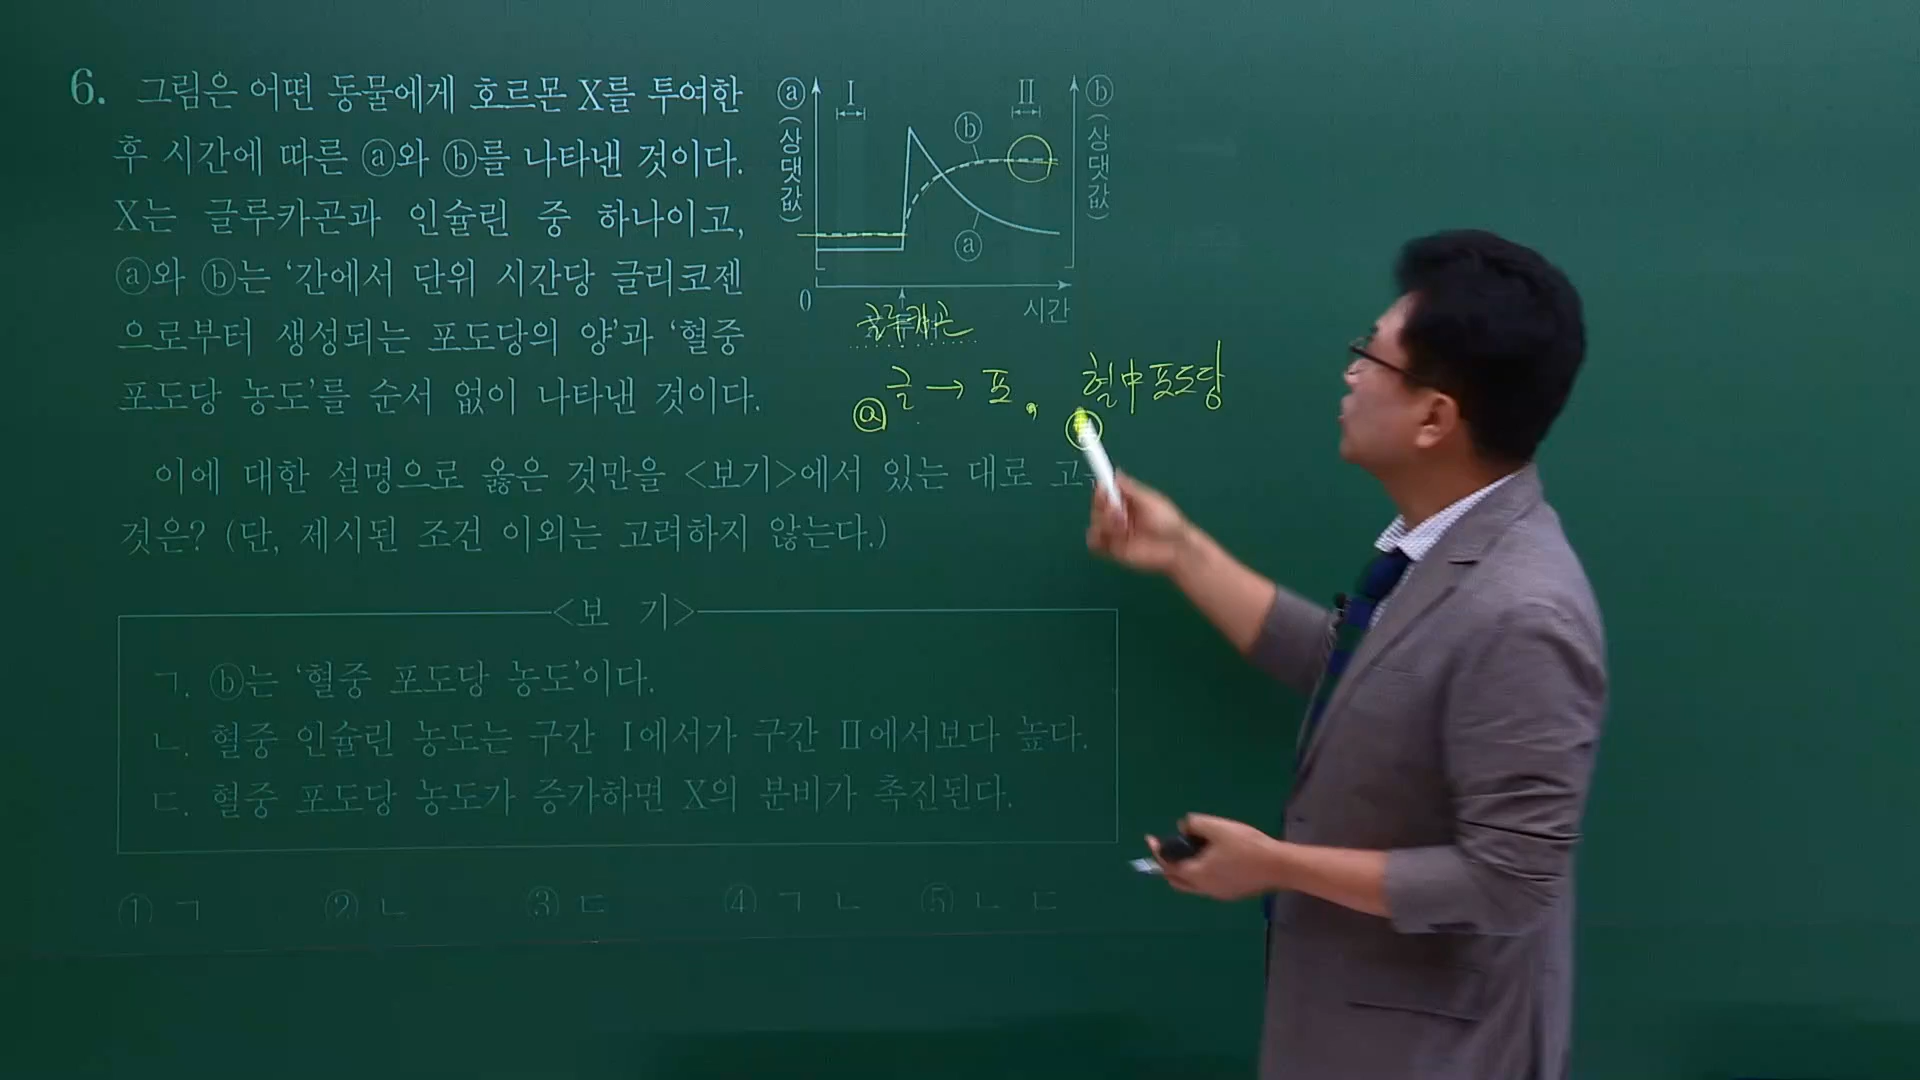 6. 그림은 어떤 동물에게 호르몬 X를 투여한
후 시간에 따른 ⓐ와 ⓑ를 나타낸 것이다.
X는 글루카곤과 인슐린 중 하나이고,
ⓐ와 ⓑ는 ‘간에서 단위 시간당 글리코젠
으로부터 생성되는 포도당의 양’과 ‘혈중
포도당 농도’를 순서 없이 나타낸 것이다.
ⓐ (상댓값)
Ⅰ
Ⅱ
ⓑ (상댓값)
ⓑ
ⓐ
0
시간
글루카곤
ⓐ 글 → 포, 혈中포도당
이에 대한 설명으로 옳은 것만을 <보기>에서 있는 대로
것은? (단, 제시된 조건 이외는 고려하지 않는다.)
<보 기>
ㄱ. ⓑ는 ‘혈중 포도당 농도’이다.
ㄴ. 혈중 인슐린 농도는 구간 Ⅰ에서가 구간 Ⅱ에서보다 높다.
ㄷ. 혈중 포도당 농도가 증가하면 X의 분비가 촉진된다.
① ㄱ ② ㄴ ③ ㄷ ④ ㄱ ㄴ ⑤ ㄴ ㄷ